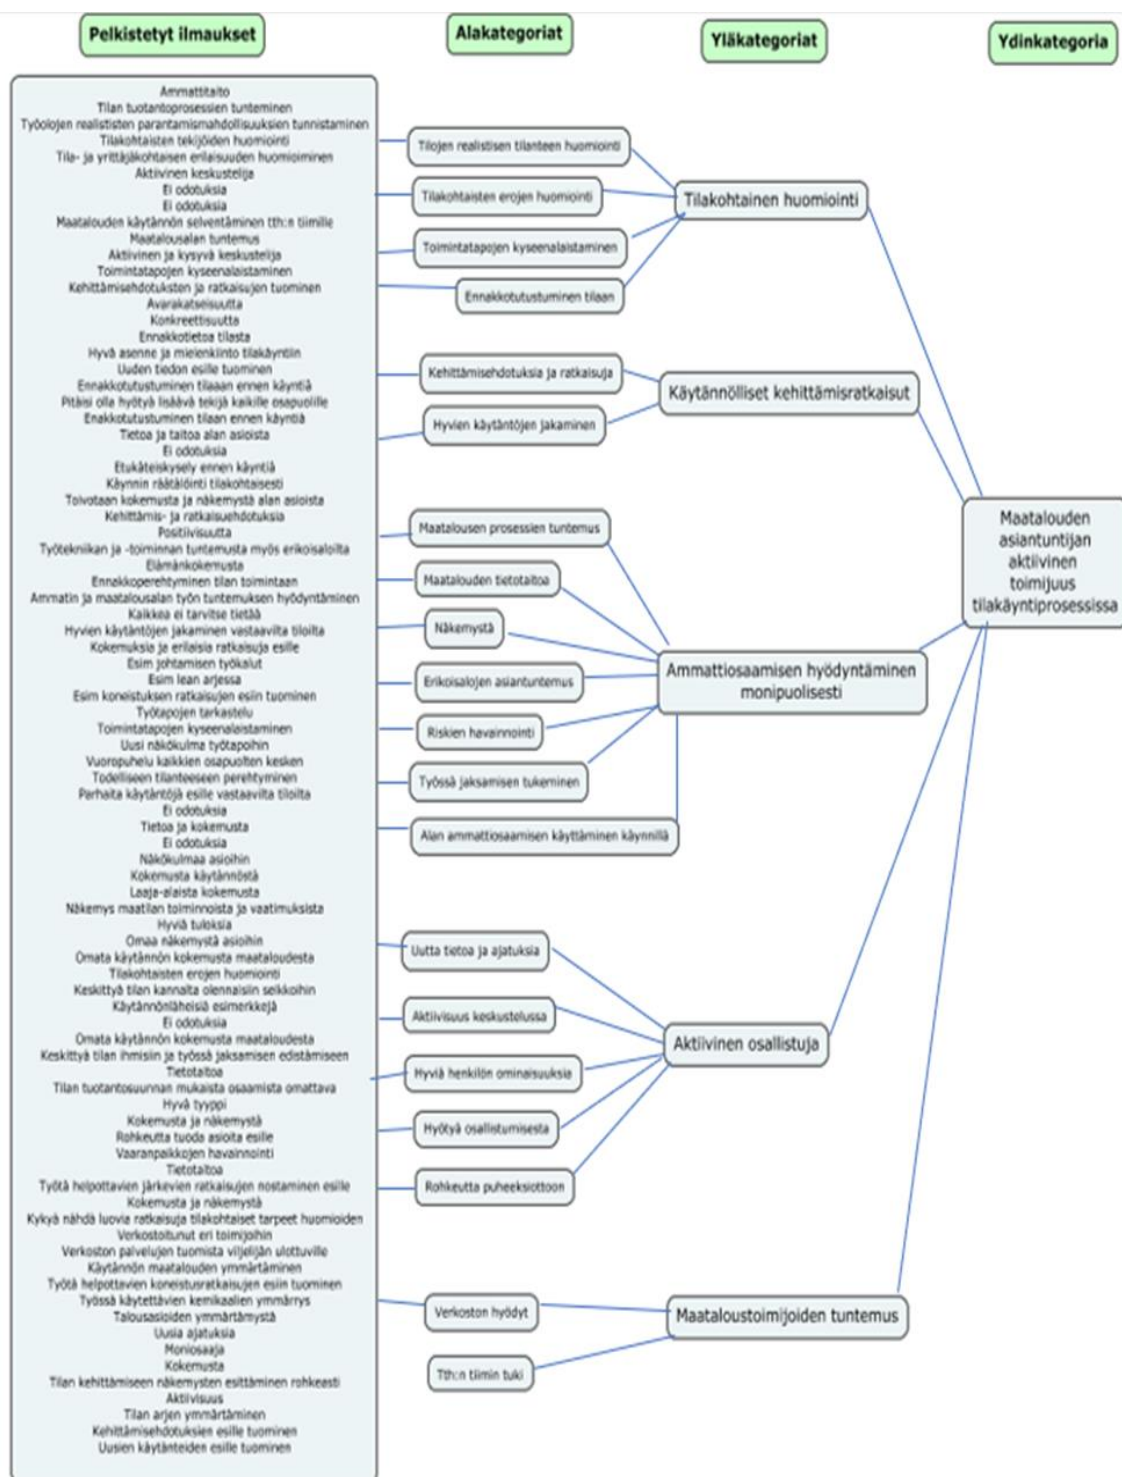 Pelkistetyt ilmaukset
Alakategoriat
Yläkategoriat
Ydinkategoria
Ammattitaito
Tilan tuotantoprosessien tunteminen
Työolojen realististen parantamismahdollisuuksien tunnistaminen
Tilakohtaisten tekijöiden huomiointi
Tila- ja yrittäjäkohtaisen erilaisuuden huomioiminen
Aktiivinen keskustelija
Ei odotuksia
Ei odotuksia
Maatalouden käytännön selventäminen tth:n tiimille
Maatalousalan tuntemus
Aktiivinen ja kysyvä keskustelija
Toimintatapojen kyseenalaistaminen
Kehittämisehdotuksten ja ratkaisujen tuominen
Avarakatseisuutta
Konkreettisuutta
Ennakkotietoa tilasta
Hyvä asenne ja mielenkiinto tilakäyntiin
Uuden tiedon esille tuominen
Ennakkotutustuminen tilaaan ennen käyntiä
Pitäisi olla hyötyä lisäävä tekijä kaikille osapuolille
Enakkotutustuminen tilaan ennen käyntiä
Tietoa ja taitoa alan asioista
Ei odotuksia
Etukäteiskysely ennen käyntiä
Käynnin räätälöinti tilakohtaisesti
Toivotaan kokemusta ja näkemystä alan asioista
Kehittämis- ja ratkaisuehdotuksia
Positiivisuutta
Työtekniikan ja -toiminnan tuntemusta myös erikoisaloilta
Elämänkokemusta
Ennakkoperehtyminen tilan toimintaan
Ammatin ja maatalousalan työn tuntemuksen hyödyntäminen
Kaikkea ei tarvitse tietää
Hyvien käytäntöjen jakaminen vastaavilta tiloilta
Kokemuksia ja erilaisia ratkaisuja esille
Esim johtamisen työkalut
Esim lean arjessa
Esim koneistuksen ratkaisujen esiin tuominen
Työtapojen tarkastelu
Toimintatapojen kyseenalaistaminen
Uusi näkökulma työtapoihin
Vuoropuhelu kaikkien osapuolten kesken
Todelliseen tilanteeseen perehtyminen
Parhaita käytäntöjä esille vastaavilta tiloilta
Ei odotuksia
Tietoa ja kokemusta
Ei odotuksia
Näkökulmaa asioihin
Kokemusta käytännöstä
Laaja-alaista kokemusta
Näkemys maatilan toiminnoista ja vaatimuksista
Hyviä tuloksia
Omaa näkemystä asioihin
Omata käytännön kokemusta maataloudesta
Tilakohtaisten erojen huomiointi
Keskittyä tilan kannalta olennaisiin seikkoihin
Käytännönläheisiä esimerkkejä
Ei odotuksia
Omata käytännön kokemusta maataloudesta
Keskittyä tilan ihmisiin ja työssä jaksamisen edistämiseen
Tietotaitoa
Tilan tuotantosuunnan mukaista osaamista omattava
Hyvä tyyppi
Kokemusta ja näkemystä
Rohkeutta tuoda asioita esille
Vaaranpaikkojen havainnointi
Tietotaitoa
Työtä helpottavien järkevien ratkaisujen nostaminen esille
Kokemusta ja näkemystä
Kykyä nähdä luovia ratkaisuja tilakohtaiset tarpeet huomioiden
Verkostoitunut eri toimijoihin
Verkoston palvelujen tuomista viljelijän ulottuville
Käytännön maatalouden ymmärtäminen
Työtä helpottavien koneistusratkaisujen esiin tuominen
Työssä käytettävien kemikaalien ymmärrys
Talousasioiden ymmärtämystä
Uusia ajatuksia
Moniosaaja
Kokemusta
Tilan kehittämiseen näkemysten esittäminen rohkeasti
Aktiivisuus
Tilan arjen ymmärtäminen
Kehittämisehdotuksien esille tuominen
Uusien käytänteiden esille tuominen
Tilojen realistisen tilanteen huomiointi
Tilakohtaisten erojen huomiointi
Toimintatapojen kyseenalaistaminen
Ennakkotutustuminen tilaan
Kehittämisehdotuksia ja ratkaisuja
Hyvien käytäntöjen jakaminen
Maatalousen prosessien tuntemus
Maatalouden tietotaitoa
Näkemystä
Erikoisalojen asiantuntemus
Riskien havainnointi
Työssä jaksamisen tukeminen
Alan ammattiosaamisen käyttäminen käynnillä
Uutta tietoa ja ajatuksia
Aktiivisuus keskustelussa
Hyviä henkilön ominaisuuksia
Hyötyä osallistumisesta
Rohkeutta puheeksiottoon
Verkoston hyödyt
Tth:n tiimin tuki
Tilakohtainen huomiointi
Käytännölliset kehittämisratkaisut
Ammattiosaamisen hyödyntäminen
monipuolisesti
Aktiivinen osallistuja
Maataloustoimijoiden tuntemus
Maatalouden
asiantuntijan
aktiivinen
toimijuus
tilakäyntiprosessissa